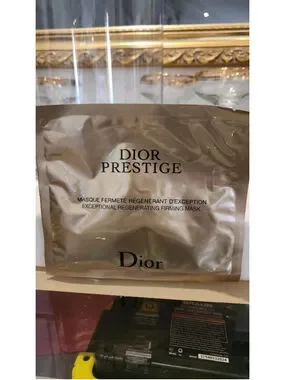 DIOR
PRESTIGE
MASQUE FERMETÉ RÉGÉNÉRANT D'EXCEPTION
EXCEPTIONAL REGENERATING FIRMING MASK
Dior